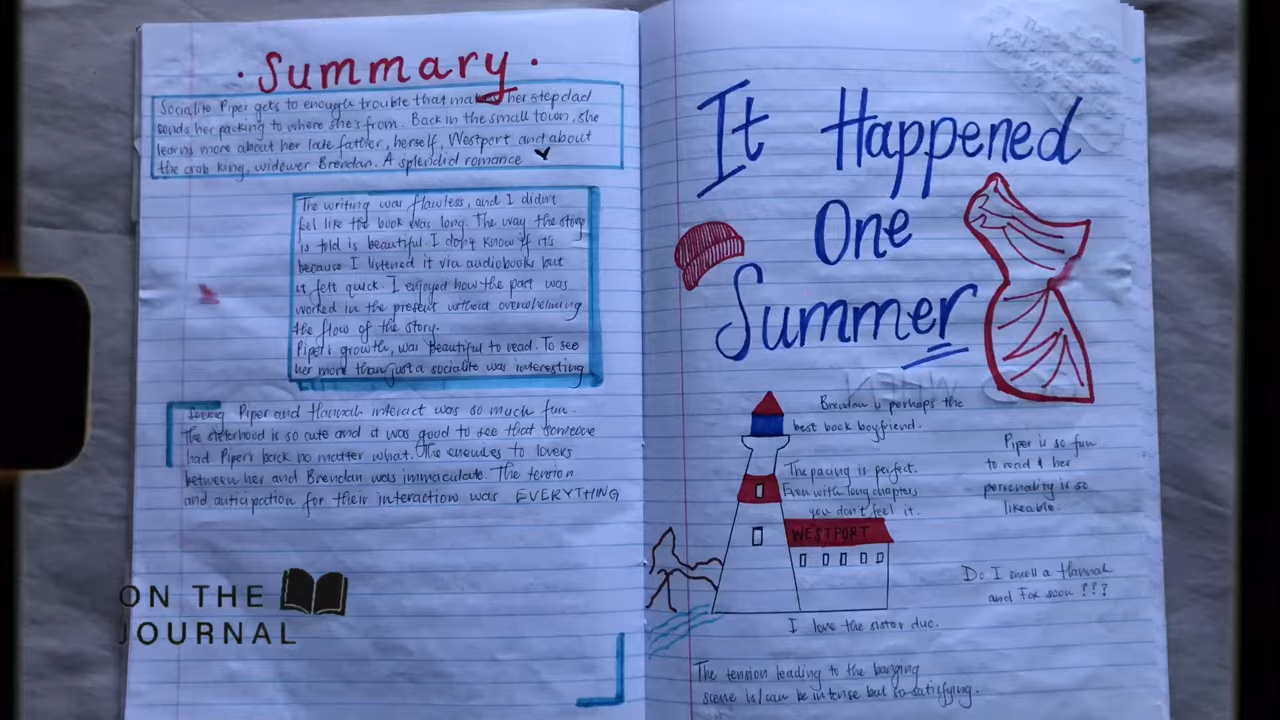 · Summary ·
Socialite Piper gets to enough trouble that makes her stepdad
sends her packing to where she's from. Back in the small town, she
learns more about her late father, herself, Westport and about
the crab king, widower Brendan. A splendid romance
The writing was flawless, and I didn't
feel like the book was long. The way the story
is told is beautiful I don't know if it's
because I listened it via audiobooks but
it felt quick. I enjoyed how the past was
worked in the present without overwhelming
the flow of the story.
Piper's growth, was beautiful to read. To see
her more than just a socialite was interesting
Seeing Piper and Hannah interact was so much fun.
The sisterhood is so cute and it was good to see that someone
had Piper's back no matter what. The enemies to lovers
between her and Brendan was immaculate. The tension
and anticipation for their interaction was EVERYTHING
ON THE
JOURNAL
It Happened
One
Summer
Brendan is perhaps the
best book boyfriend.
The pacing is perfect.
Even with long chapters
you don't feel it.
Piper is so fun
to read & her
personality is so
likeable.
WESTPORT
Do I smell a Hannah
and Fox soon ???
I love the sister duo.
The tension leading to the banging
scene is/can be intense but so satisfying.